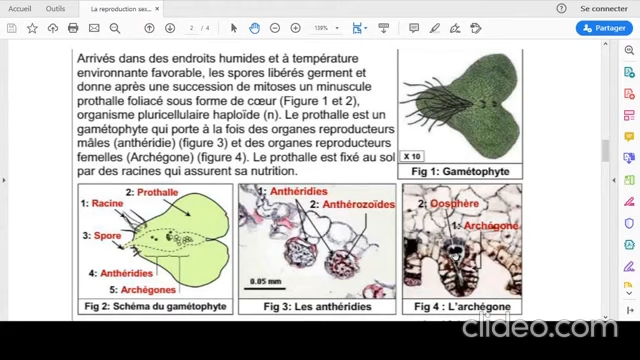 Accueil
Outils
La reproduction ses...
Se connecter
2 / 4
139%
Partager
Arrivés dans des endroits humides et à température
environnante favorable, les spores libérés germent et
donne après une succession de mitoses un minuscule
prothalle foliacé sous forme de cœur (Figure 1 et 2),
organisme pluricellulaire haploïde (n). Le prothalle est un
gamétophyte qui porte à la fois des organes reproducteurs
mâles (anthéridie) (figure 3) et des organes reproducteurs
femelles (Archégone) (figure 4). Le prothalle est fixé au sol
par des racines qui assurent sa nutrition.
X 10
Fig 1: Gamétophyte
2: Prothalle
1: Racine
3: Spore
4: Anthéridies
5: Archégones
Fig 2: Schéma du gamétophyte
1: Anthéridies
2: Anthérozoïdes
0.05 mm
Fig 3: Les anthéridies
2: Oosphère
1: Archégone
Fig 4 : L'archégone
clideo.com